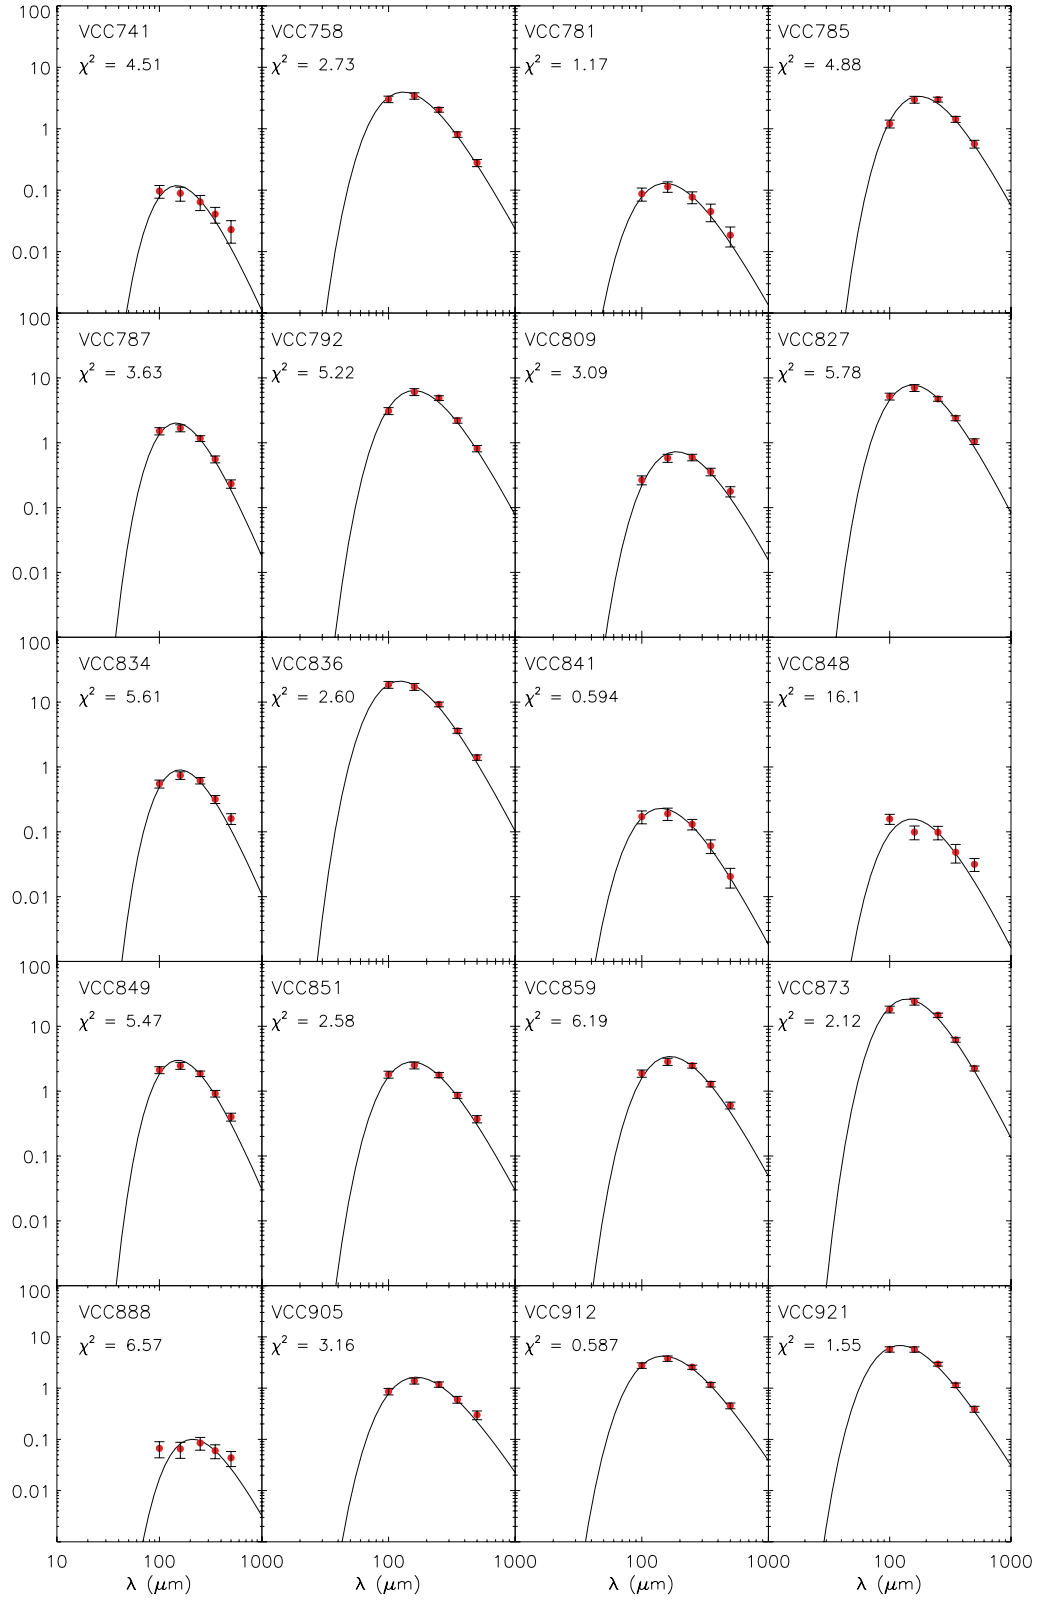 100 VCC741 VCC758 VCC781 VCC785
10 χ² = 4.51 χ² = 2.73 χ² = 1.17 χ² = 4.88
1
0.1
0.01
100 VCC787 VCC792 VCC809 VCC827
χ² = 3.63 χ² = 5.22 χ² = 3.09 χ² = 5.78
10
1
0.1
0.01
100 VCC834 VCC836 VCC841 VCC848
χ² = 5.61 χ² = 2.60 χ² = 0.594 χ² = 16.1
10
1
0.1
0.01
100 VCC849 VCC851 VCC859 VCC873
χ² = 5.47 χ² = 2.58 χ² = 6.19 χ² = 2.12
10
1
0.1
0.01
100 VCC888 VCC905 VCC912 VCC921
χ² = 6.57 χ² = 3.16 χ² = 0.587 χ² = 1.55
10
1
0.1
0.01
10 100 1000 100 1000 100 1000 100 1000
λ (μm) λ (μm) λ (μm) λ (μm)